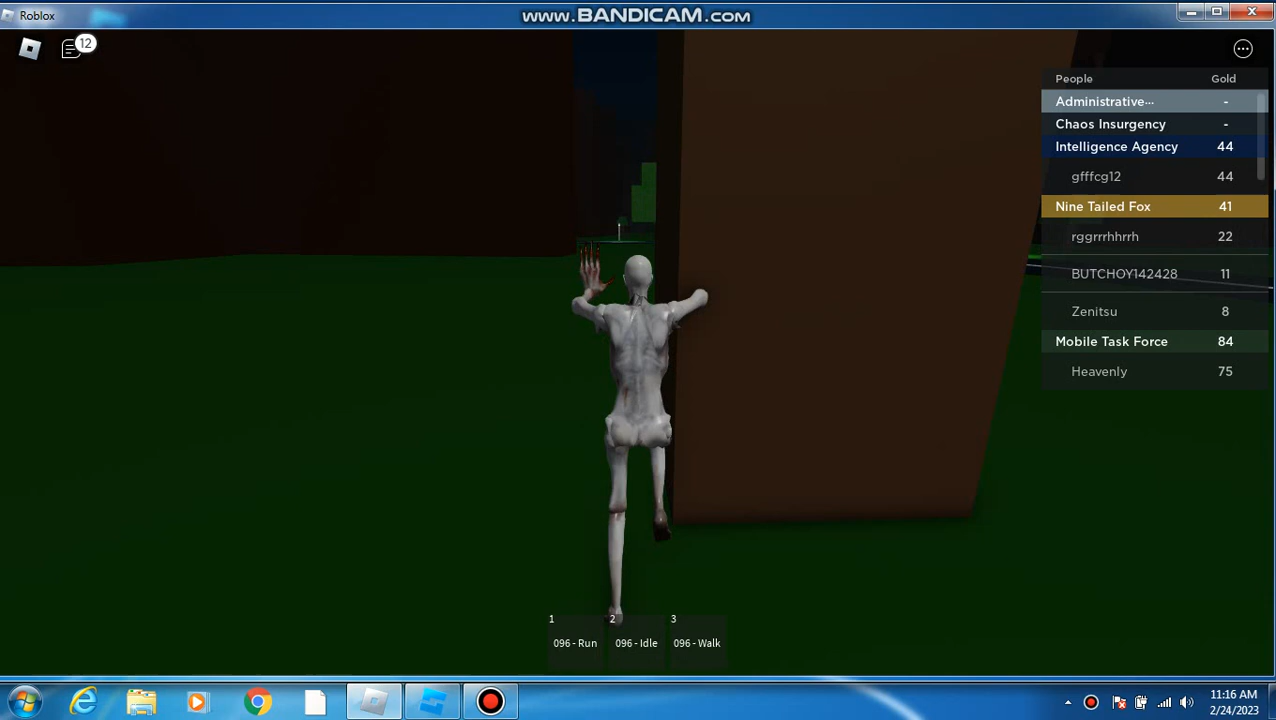 Roblox
www.BANDICAM.com
12
People Gold
Administrative... -
Chaos Insurgency -
Intelligence Agency 44
gfffcg12 44
Nine Tailed Fox 41
rggrrrhhrrh 22
BUTCHOY142428 11
Zenitsu 8
Mobile Task Force 84
Heavenly 75
1 2 3
096 - Run 096 - Idle 096 - Walk
11:16 AM
2/24/2023